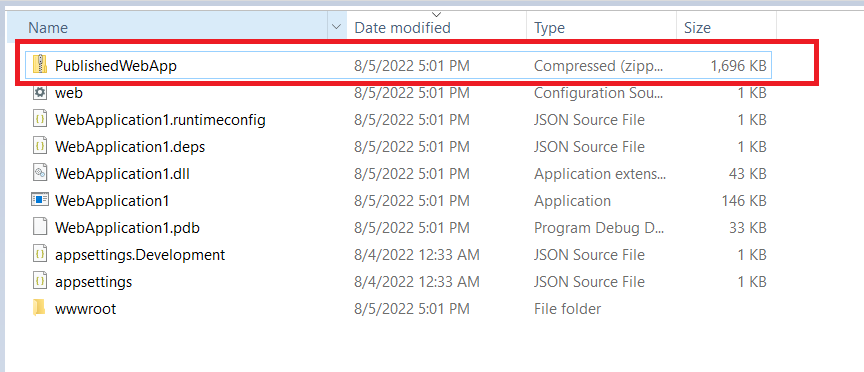 Name Date modified Type Size
PublishedWebApp 8/5/2022 5:01 PM Compressed (zipp... 1,696 KB
web 8/5/2022 5:01 PM Configuration Sou... 1 KB
WebApplication1.runtimeconfig 8/5/2022 5:01 PM JSON Source File 1 KB
WebApplication1.deps 8/5/2022 5:01 PM JSON Source File 1 KB
WebApplication1.dll 8/5/2022 5:01 PM Application extens... 43 KB
WebApplication1 8/5/2022 5:01 PM Application 146 KB
WebApplication1.pdb 8/5/2022 5:01 PM Program Debug D... 33 KB
appsettings.Development 8/4/2022 12:33 AM JSON Source File 1 KB
appsettings 8/4/2022 12:33 AM JSON Source File 1 KB
wwwroot 8/5/2022 5:01 PM File folder